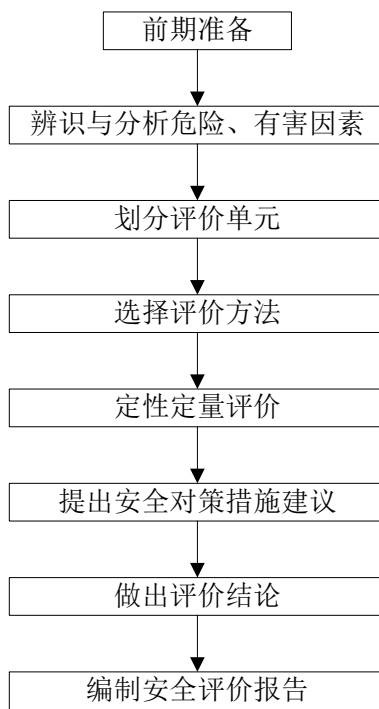 前期准备
辨识与分析危险、有害因素
划分评价单元
选择评价方法
定性定量评价
提出安全对策措施建议
做出评价结论
编制安全评价报告